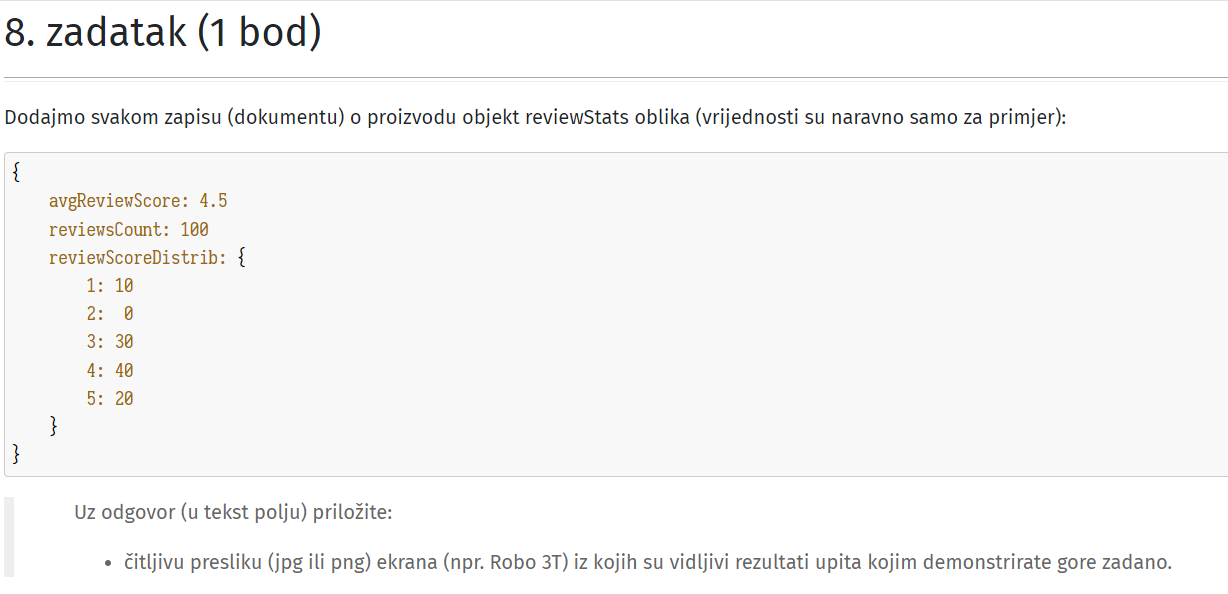 8. zadatak (1 bod)
Dodajmo svakom zapisu (dokumentu) o proizvodu objekt reviewStats oblika (vrijednosti su naravno samo za primjer):
{
    avgReviewScore: 4.5
    reviewsCount: 100
    reviewScoreDistrib: {
        1: 10
        2:  0
        3: 30
        4: 40
        5: 20
    }
}
Uz odgovor (u tekst polju) priložite:
• čitljivu presliku (jpg ili png) ekrana (npr. Robo 3T) iz kojih su vidljivi rezultati upita kojim demonstrirate gore zadano.